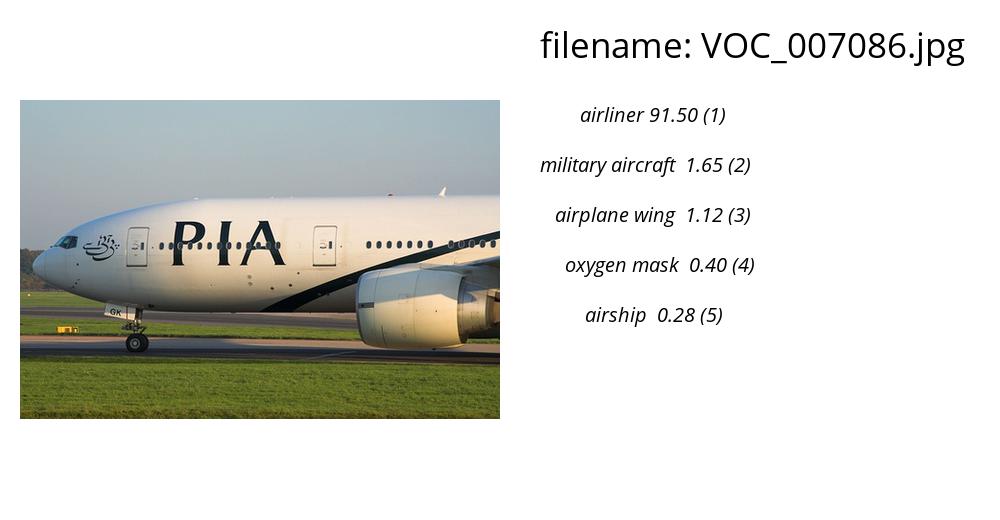 filename: VOC_007086.jpg
airliner 91.50 (1)
military aircraft 1.65 (2)
airplane wing 1.12 (3)
oxygen mask 0.40 (4)
airship 0.28 (5)
PIA
GK